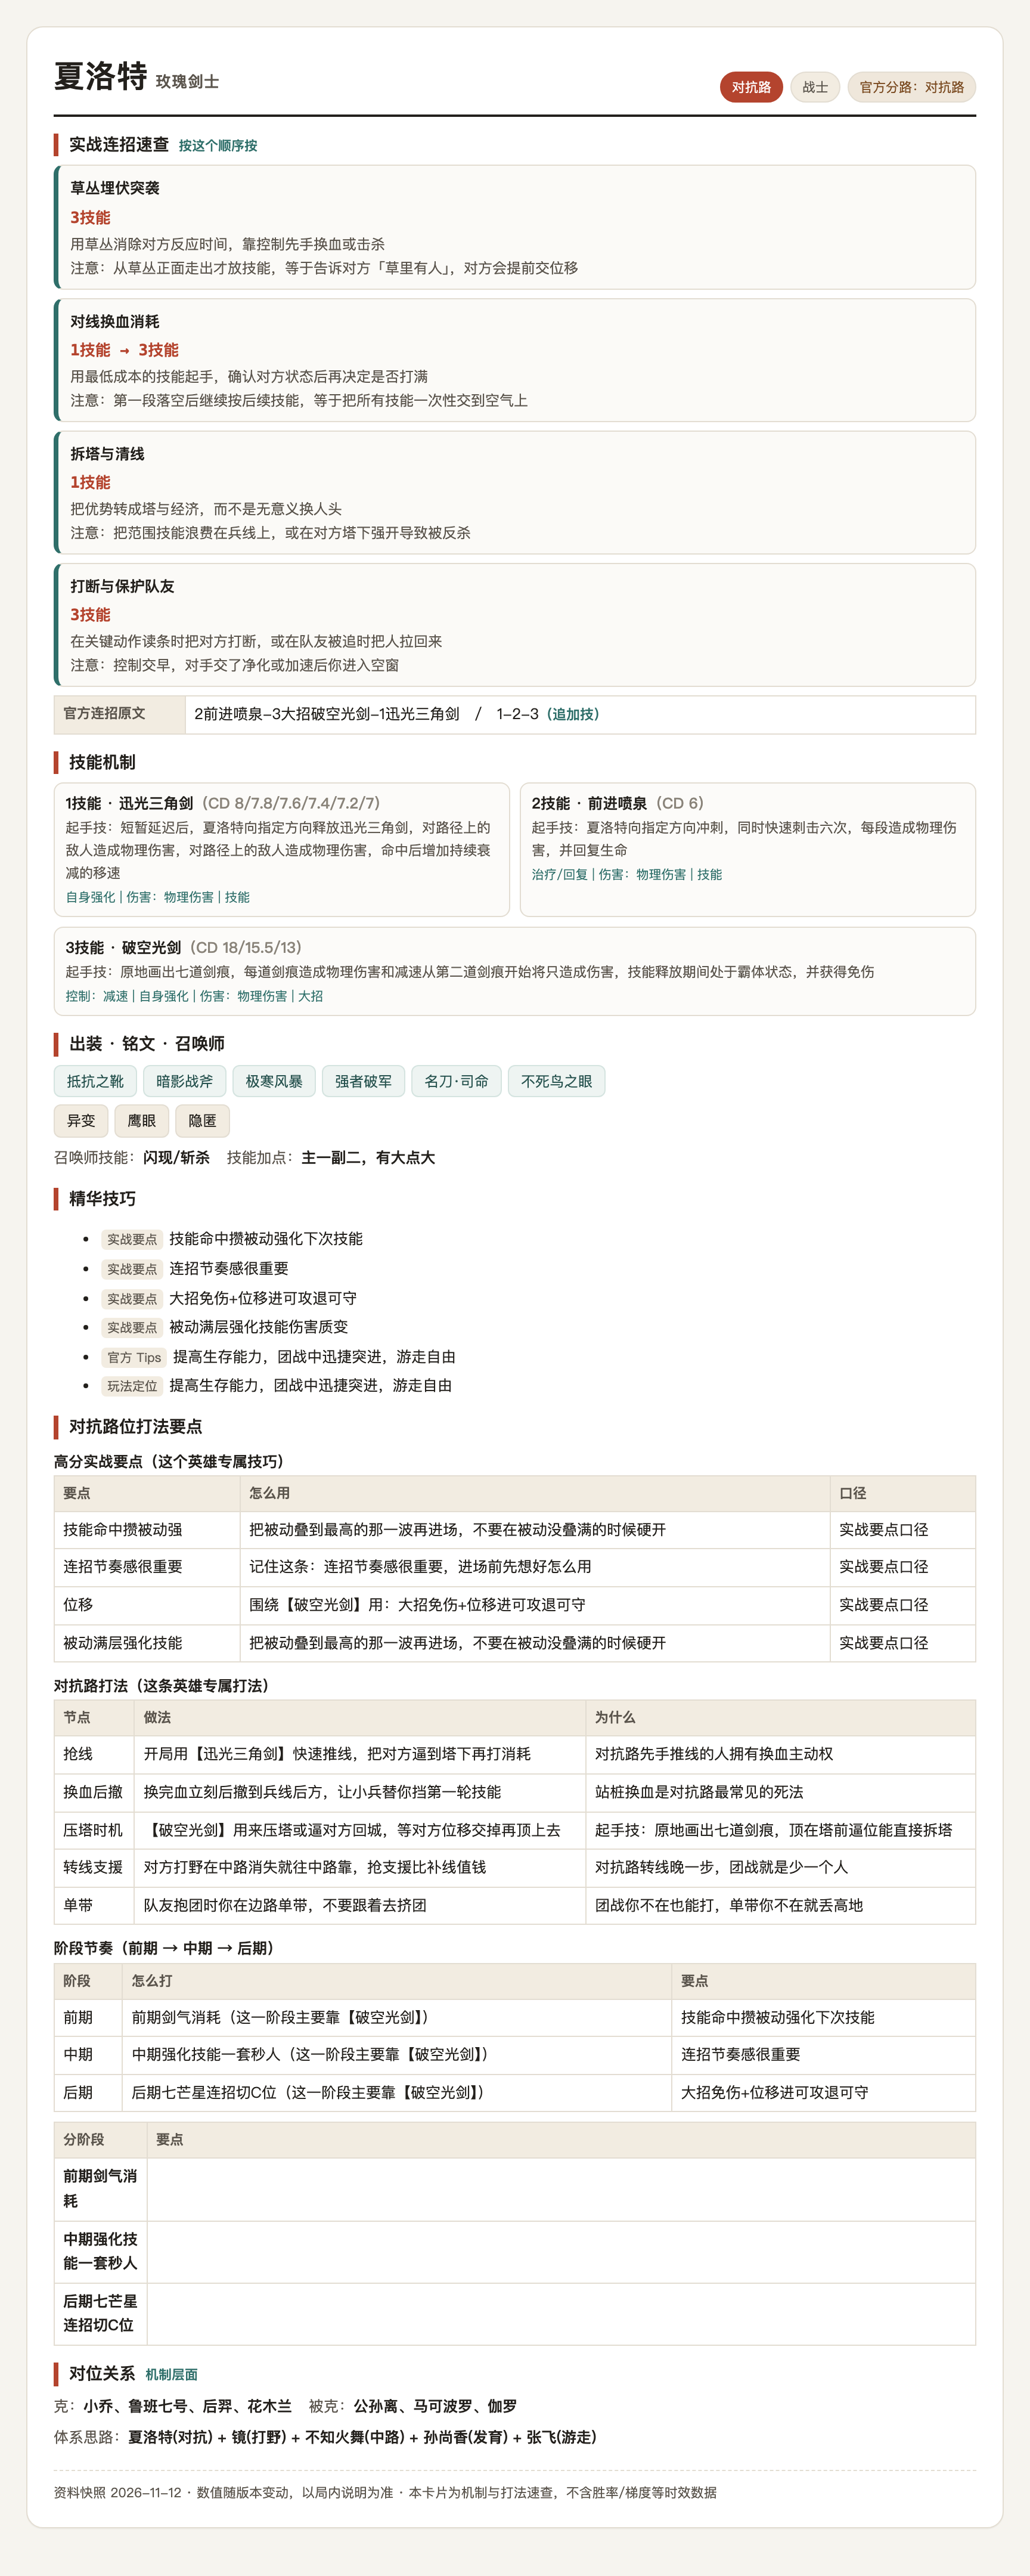 夏洛特 玫瑰剑士
对抗路 战士 官方分路：对抗路
实战连招速查 按这个顺序按
草丛埋伏突袭
3技能
用草丛消除对方反应时间，靠控制先手换血或击杀
注意：从草丛正面走出才放技能，等于告诉对方「草里有人」，对方会提前交位移
对线换血消耗
1技能 → 3技能
用最低成本的技能起手，确认对方状态后再决定是否打满
注意：第一段落空后继续按后续技能，等于把所有技能一次性交到空气上
拆塔与清线
1技能
把优势转成塔与经济，而不是无意义换人头
注意：把范围技能浪费在兵线上，或在对方塔下强开导致被反杀
打断与保护队友
3技能
在关键动作读条时把对方打断，或在队友被追时把人拉回来
注意：控制交早，对手交了净化或加速后你进入空窗
官方连招原文 2前进喷泉–3大招破空光剑–1迅光三角剑 / 1–2–3（追加技）
技能机制
1技能 · 迅光三角剑（CD 8/7.8/7.6/7.4/7.2/7）
起手技：短暂延迟后，夏洛特向指定方向释放迅光三角剑，对路径上的
敌人造成物理伤害，对路径上的敌人造成物理伤害，命中后增加持续衰
减的移速
自身强化 | 伤害：物理伤害 | 技能
2技能 · 前进喷泉（CD 6）
起手技：夏洛特向指定方向冲刺，同时快速刺击六次，每段造成物理伤
害，并回复生命
治疗/回复 | 伤害：物理伤害 | 技能
3技能 · 破空光剑（CD 18/15.5/13）
起手技：原地画出七道剑痕，每道剑痕造成物理伤害和减速从第二道剑痕开始将只造成伤害，技能释放期间处于霸体状态，并获得免伤
控制：减速 | 自身强化 | 伤害：物理伤害 | 大招
出装 · 铭文 · 召唤师
抵抗之靴 暗影战斧 极寒风暴 强者破军 名刀·司命 不死鸟之眼
异变 鹰眼 隐匿
召唤师技能：闪现/斩杀 技能加点：主一副二，有大点大
精华技巧
• 实战要点 技能命中攒被动强化下次技能
• 实战要点 连招节奏感很重要
• 实战要点 大招免伤+位移进可攻退可守
• 实战要点 被动满层强化技能伤害质变
• 官方 Tips 提高生存能力，团战中迅捷突进，游走自由
• 玩法定位 提高生存能力，团战中迅捷突进，游走自由
对抗路位打法要点
高分实战要点（这个英雄专属技巧）
要点 怎么用 口径
技能命中攒被动强 把被动叠到最高的那一波再进场，不要在被动没叠满的时候硬开 实战要点口径
连招节奏感很重要 记住这条：连招节奏感很重要，进场前先想好怎么用 实战要点口径
位移 围绕【破空光剑】用：大招免伤+位移进可攻退可守 实战要点口径
被动满层强化技能 把被动叠到最高的那一波再进场，不要在被动没叠满的时候硬开 实战要点口径
对抗路打法（这条英雄专属打法）
节点 做法 为什么
抢线 开局用【迅光三角剑】快速推线，把对方逼到塔下再打消耗 对抗路先手推线的人拥有换血主动权
换血后撤 换完血立刻后撤到兵线后方，让小兵替你挡第一轮技能 站桩换血是对抗路最常见的死法
压塔时机 【破空光剑】用来压塔或逼对方回城，等对方位移交掉再顶上去 起手技：原地画出七道剑痕，顶在塔前逼位能直接拆塔
转线支援 对方打野在中路消失就往中路靠，抢支援比补线值钱 对抗路转线晚一步，团战就是少一个人
单带 队友抱团时你在边路单带，不要跟着去挤团 团战你不在也能打，单带你不在就丢高地
阶段节奏（前期 → 中期 → 后期）
阶段 怎么打 要点
前期 前期剑气消耗（这一阶段主要靠【破空光剑】） 技能命中攒被动强化下次技能
中期 中期强化技能一套秒人（这一阶段主要靠【破空光剑】） 连招节奏感很重要
后期 后期七芒星连招切C位（这一阶段主要靠【破空光剑】） 大招免伤+位移进可攻退可守
分阶段 要点
前期剑气消
耗
中期强化技
能一套秒人
后期七芒星
连招切C位
对位关系 机制层面
克：小乔、鲁班七号、后羿、花木兰 被克：公孙离、马可波罗、伽罗
体系思路：夏洛特(对抗) + 镜(打野) + 不知火舞(中路) + 孙尚香(发育) + 张飞(游走)
资料快照 2026–11–12 · 数值随版本变动，以局内说明为准 · 本卡片为机制与打法速查，不含胜率/梯度等时效数据